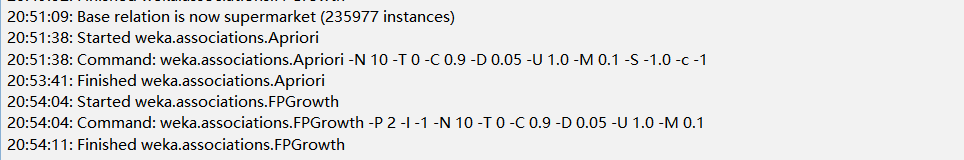 20:51:09: Base relation is now supermarket (235977 instances)
20:51:38: Started weka.associations.Apriori
20:51:38: Command: weka.associations.Apriori -N 10 -T 0 -C 0.9 -D 0.05 -U 1.0 -M 0.1 -S -1.0 -c -1
20:53:41: Finished weka.associations.Apriori
20:54:04: Started weka.associations.FPGrowth
20:54:04: Command: weka.associations.FPGrowth -P 2 -I -1 -N 10 -T 0 -C 0.9 -D 0.05 -U 1.0 -M 0.1
20:54:11: Finished weka.associations.FPGrowth